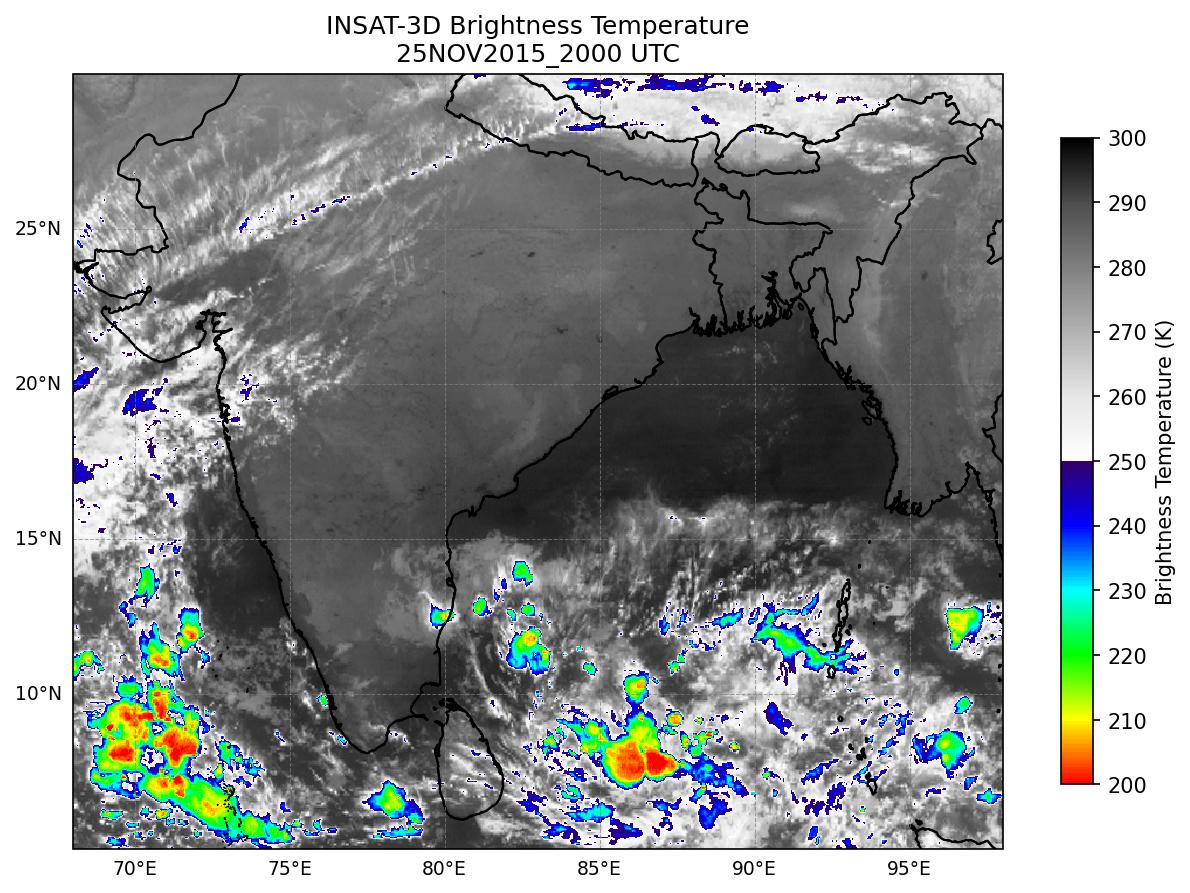 INSAT-3D Brightness Temperature
25NOV2015_2000 UTC
25°N
20°N
15°N
10°N
70°E
75°E
80°E
85°E
90°E
95°E
300
290
280
270
260
250
240
230
220
210
200
Brightness Temperature (K)